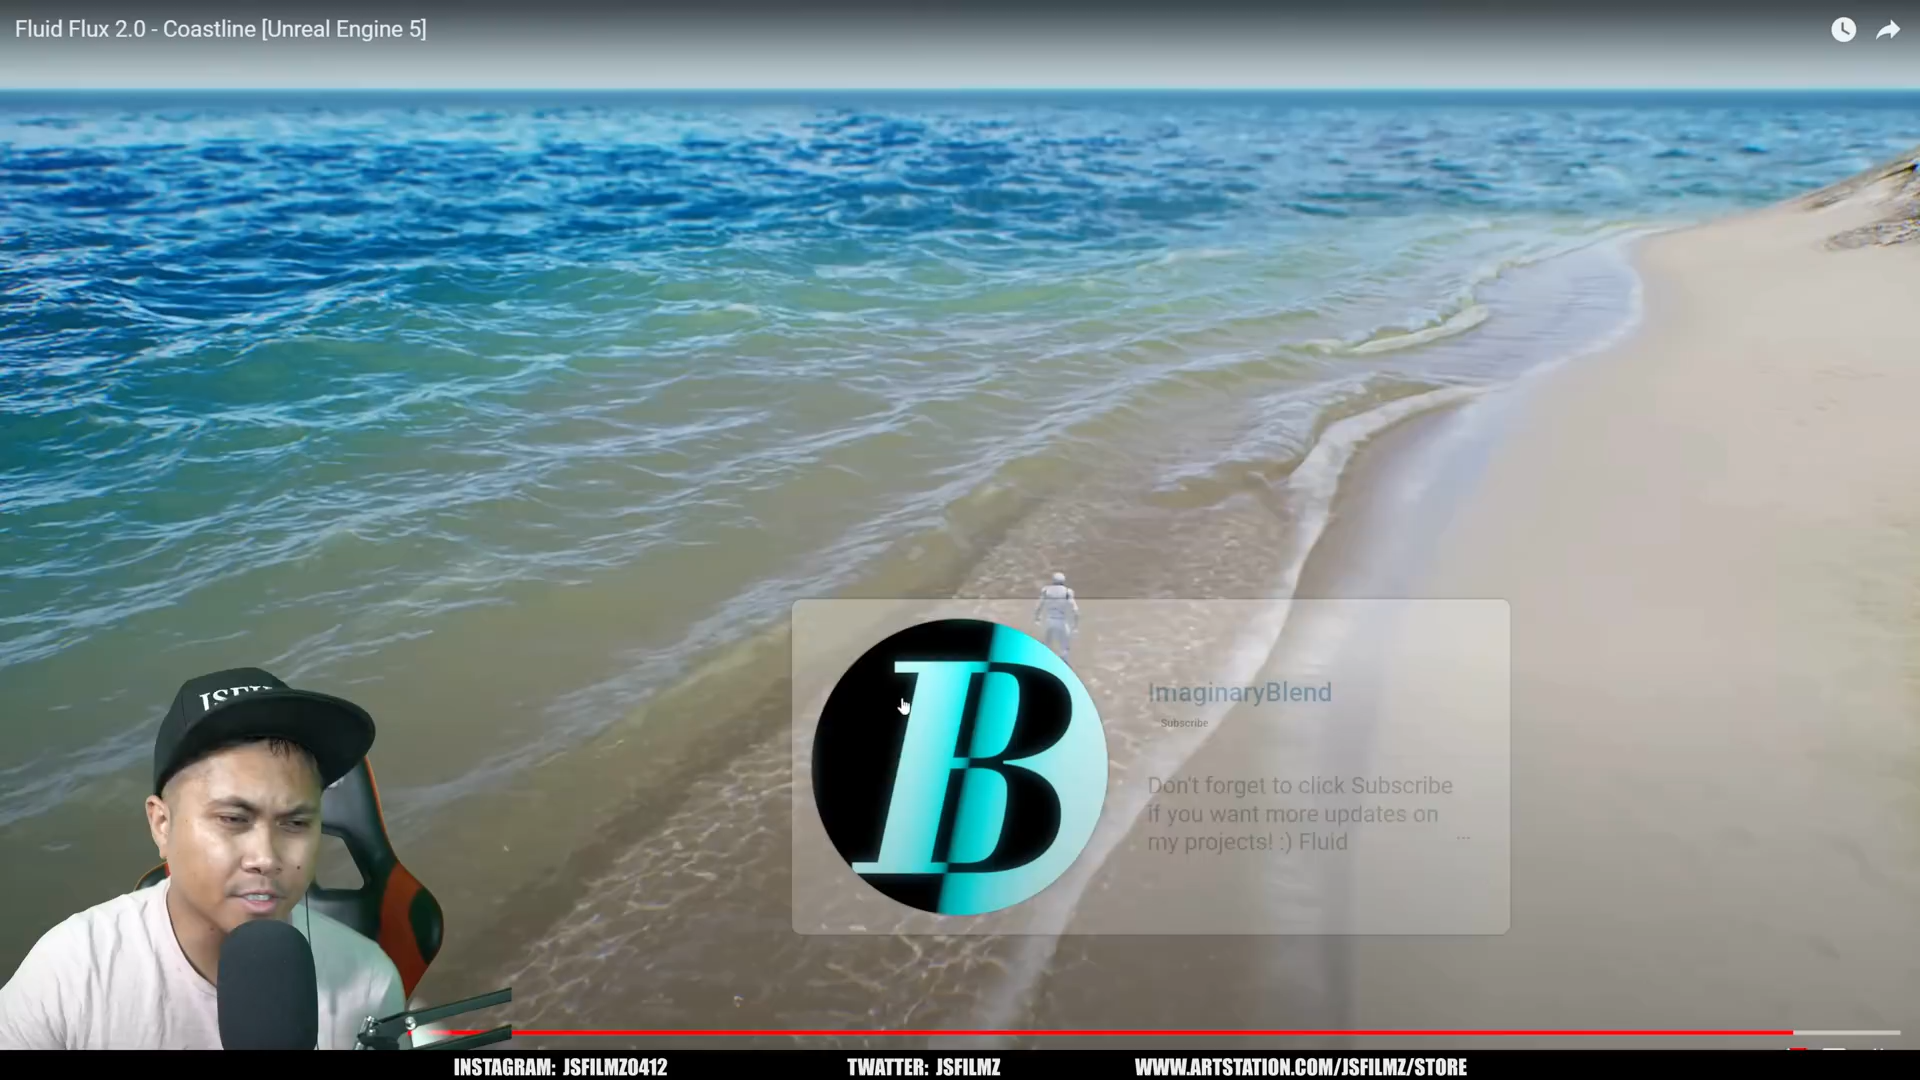 Fluid Flux 2.0 - Coastline [Unreal Engine 5]
B
ImaginaryBlend
Subscribe
Don't forget to click Subscribe
if you want more updates on
my projects! :) Fluid
...
INSTAGRAM: JSFILMZ0412
TWATTER: JSFILMZ
WWW.ARTSTATION.COM/JSFILMZ/STORE